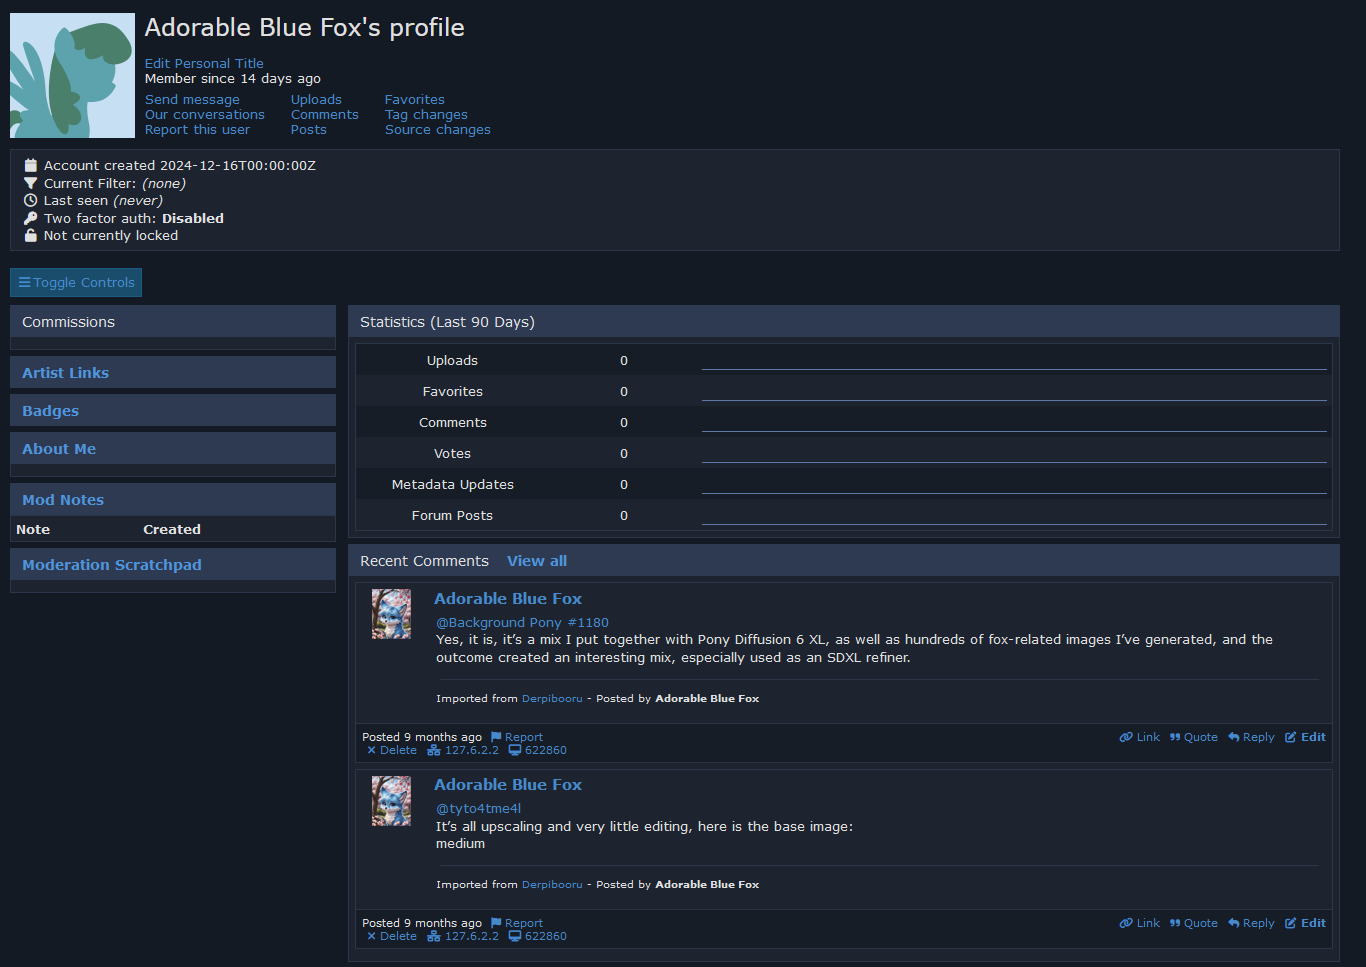 Adorable Blue Fox's profile
Edit Personal Title
Member since 14 days ago
Send message Uploads Favorites
Our conversations Comments Tag changes
Report this user Posts Source changes
Account created 2024-12-16T00:00:00Z
Current Filter: (none)
Last seen (never)
Two factor auth: Disabled
Not currently locked
Toggle Controls
Commissions
Artist Links
Badges
About Me
Mod Notes
Note Created
Moderation Scratchpad
Statistics (Last 90 Days)
Uploads 0
Favorites 0
Comments 0
Votes 0
Metadata Updates 0
Forum Posts 0
Recent Comments View all
Adorable Blue Fox
@Background Pony #1180
Yes, it is, it’s a mix I put together with Pony Diffusion 6 XL, as well as hundreds of fox-related images I’ve generated, and the
outcome created an interesting mix, especially used as an SDXL refiner.
Imported from Derpibooru - Posted by Adorable Blue Fox
Posted 9 months ago Report Link Quote Reply Edit
Delete 127.6.2.2 622860
Adorable Blue Fox
@tyto4tme4l
It’s all upscaling and very little editing, here is the base image:
medium
Imported from Derpibooru - Posted by Adorable Blue Fox
Posted 9 months ago Report Link Quote Reply Edit
Delete 127.6.2.2 622860